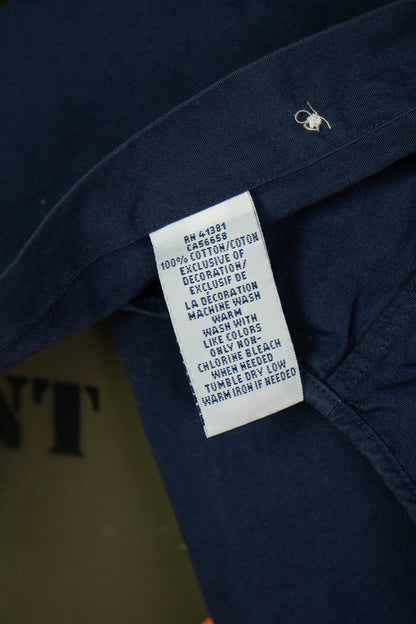 RN 41381
CA56658
100% COTTON/COTON
EXCLUSIVE OF
DECORATION/
EXCLUSIF DE
LA DÉCORATION
MACHINE WASH
WARM
WASH WITH
LIKE COLORS
ONLY NON-
CHLORINE BLEACH
WHEN NEEDED
TUMBLE DRY LOW
WARM IRON IF NEEDED
NT